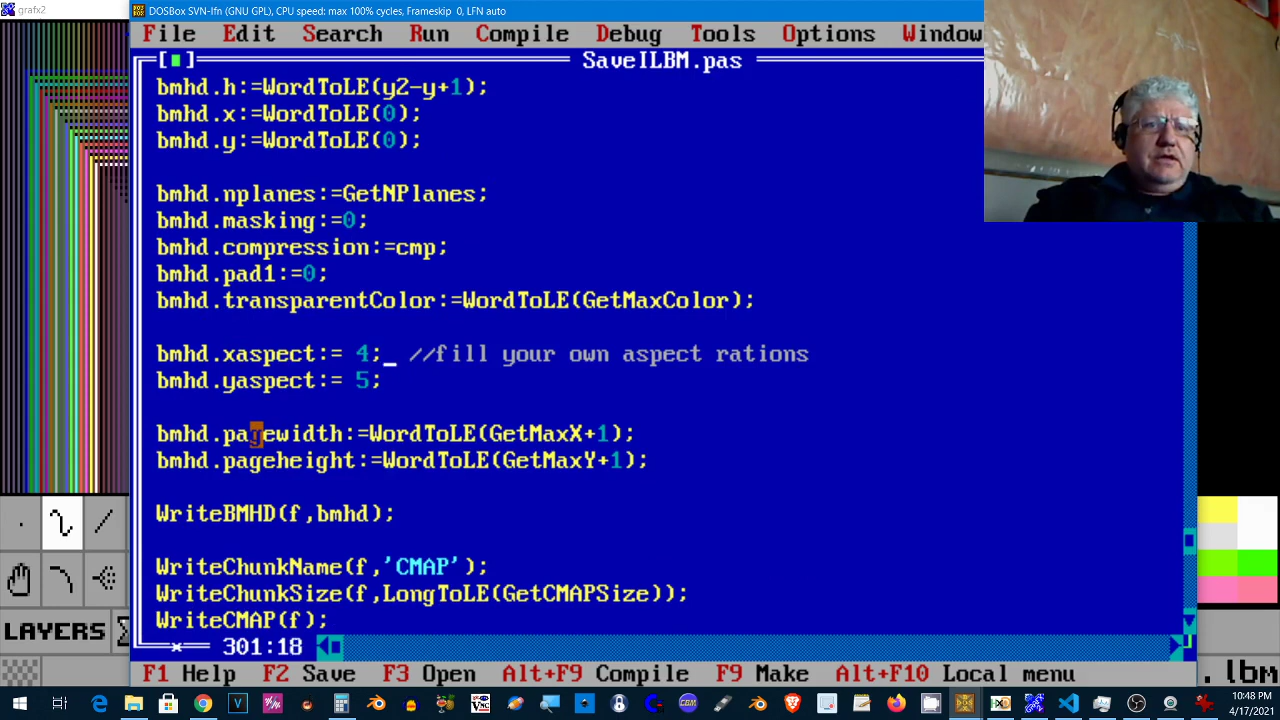 grafx2
DOSBox SVN-lfn (GNU GPL), CPU speed: max 100% cycles, Frameskip 0, LFN auto
File Edit Search Run Compile Debug Tools Options Window
SaveILBM.pas
bmhd.h:=WordToLE(y2-y+1);
bmhd.x:=WordToLE(0);
bmhd.y:=WordToLE(0);
bmhd.nplanes:=GetNPlanes;
bmhd.masking:=0;
bmhd.compression:=cmp;
bmhd.pad1:=0;
bmhd.transparentColor:=WordToLE(GetMaxColor);
bmhd.xaspect:= 4;_ //fill your own aspect rations
bmhd.yaspect:= 5;
bmhd.pagewidth:=WordToLE(GetMaxX+1);
bmhd.pageheight:=WordToLE(GetMaxY+1);
WriteBMHD(f,bmhd);
WriteChunkName(f,'CMAP');
WriteChunkSize(f,LongToLE(GetCMAPSize));
WriteCMAP(f);
LAYERS
* 301:18
.lbm
F1 Help F2 Save F3 Open Alt+F9 Compile F9 Make Alt+F10 Local menu
10:48 PM
4/17/2021